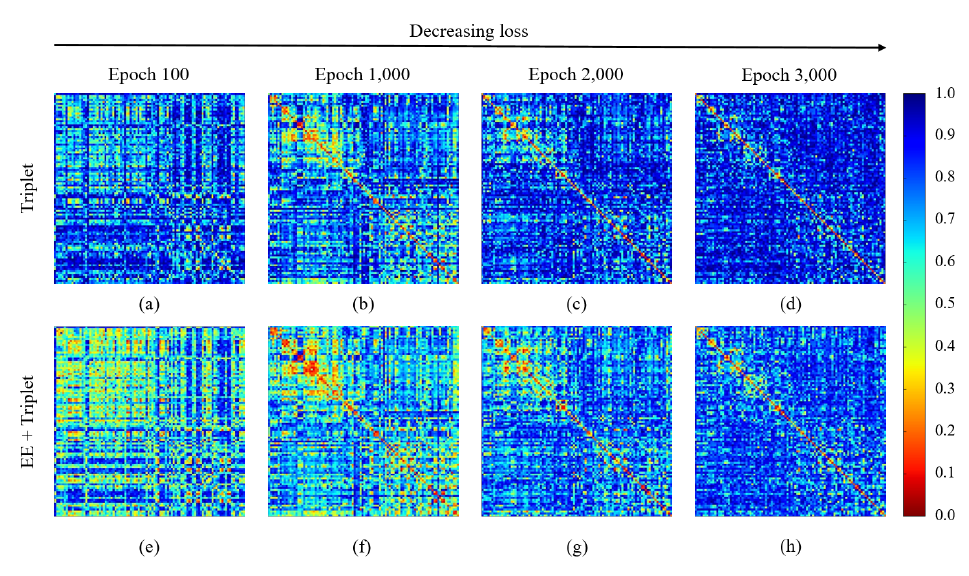 Decreasing loss
Epoch 100 Epoch 1,000 Epoch 2,000 Epoch 3,000
Triplet
(a) (b) (c) (d)
EE + Triplet
(e) (f) (g) (h)
1.0
0.9
0.8
0.7
0.6
0.5
0.4
0.3
0.2
0.1
0.0